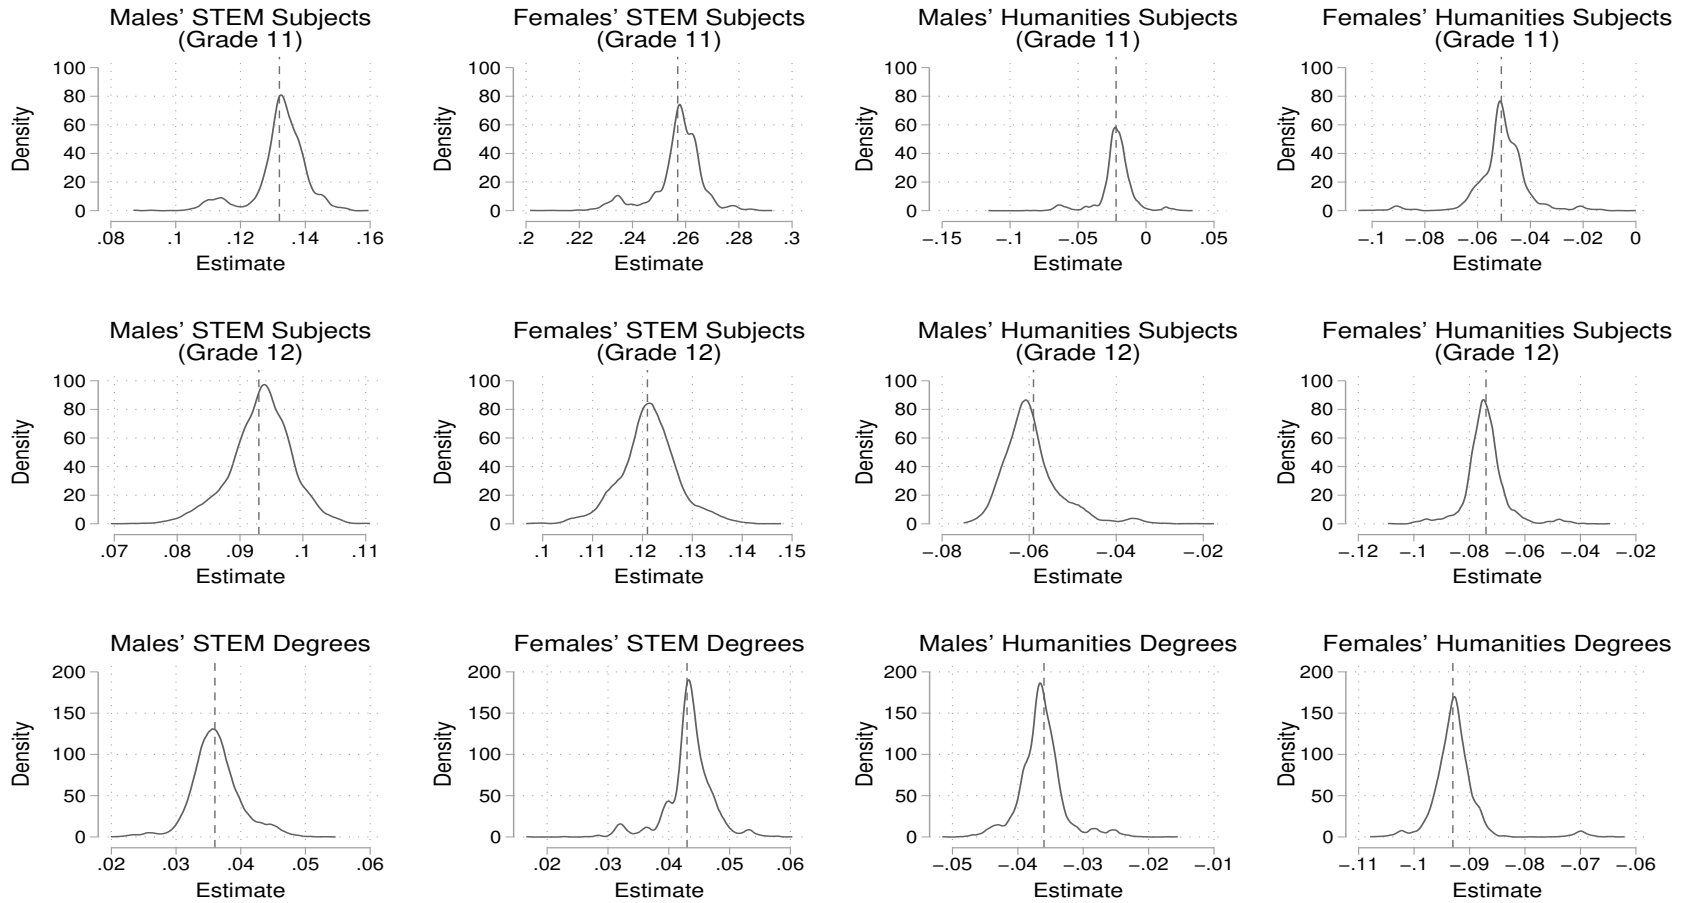 Males’ STEM Subjects
(Grade 11)
Density
100
80
60
40
20
0
.08 .1 .12 .14 .16
Estimate
Females’ STEM Subjects
(Grade 11)
Density
100
80
60
40
20
0
.2 .22 .24 .26 .28 .3
Estimate
Males’ Humanities Subjects
(Grade 11)
Density
100
80
60
40
20
0
−.15 −.1 −.05 0 .05
Estimate
Females’ Humanities Subjects
(Grade 11)
Density
100
80
60
40
20
0
−.1 −.08 −.06 −.04 −.02 0
Estimate
Males’ STEM Subjects
(Grade 12)
Density
100
80
60
40
20
0
.07 .08 .09 .1 .11
Estimate
Females’ STEM Subjects
(Grade 12)
Density
100
80
60
40
20
0
.1 .11 .12 .13 .14 .15
Estimate
Males’ Humanities Subjects
(Grade 12)
Density
100
80
60
40
20
0
−.08 −.06 −.04 −.02
Estimate
Females’ Humanities Subjects
(Grade 12)
Density
100
80
60
40
20
0
−.12 −.1 −.08 −.06 −.04 −.02
Estimate
Males’ STEM Degrees
Density
200
150
100
50
0
.02 .03 .04 .05 .06
Estimate
Females’ STEM Degrees
Density
200
150
100
50
0
.02 .03 .04 .05 .06
Estimate
Males’ Humanities Degrees
Density
200
150
100
50
0
−.05 −.04 −.03 −.02 −.01
Estimate
Females’ Humanities Degrees
Density
200
150
100
50
0
−.11 −.1 −.09 −.08 −.07 −.06
Estimate